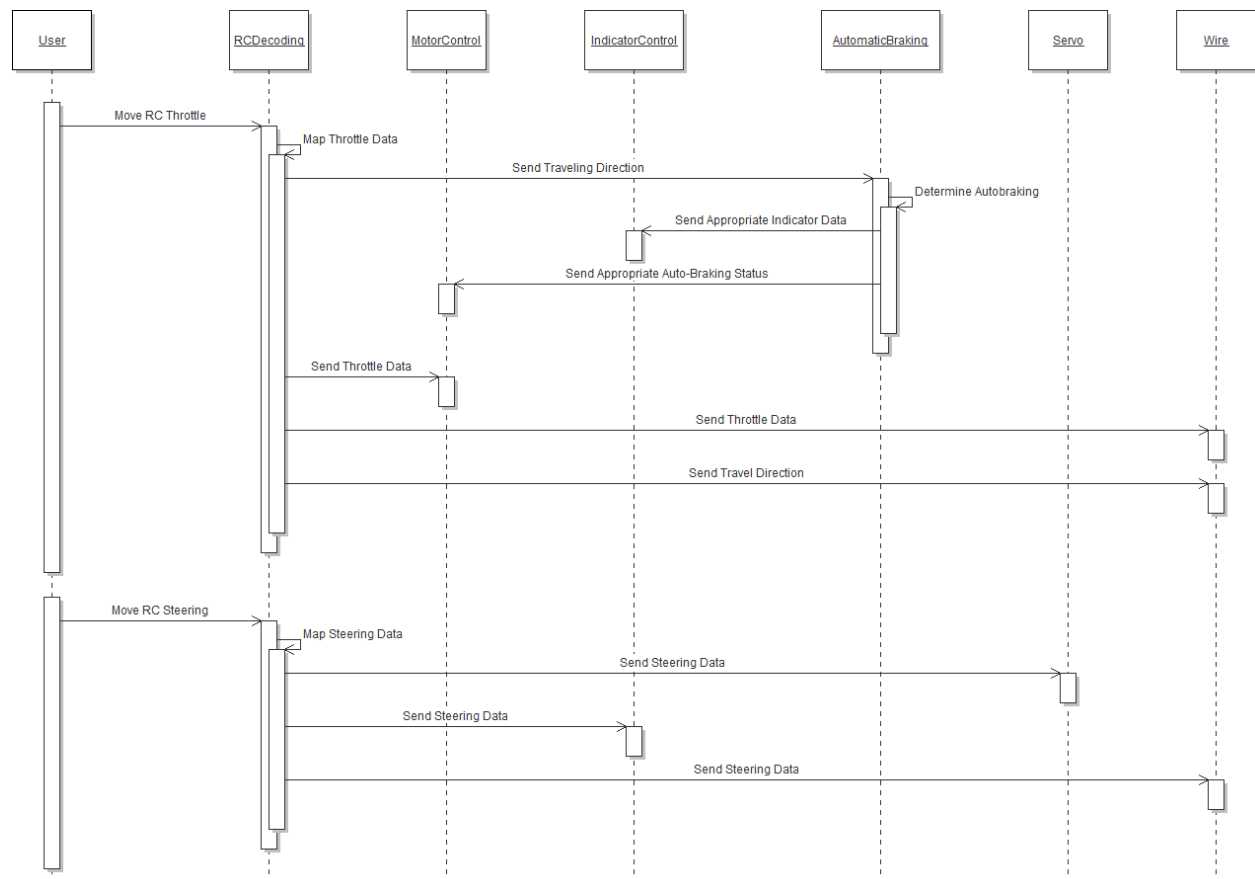 User
RCDecoding
MotorControl
IndicatorControl
AutomaticBraking
Servo
Wire
Move RC Throttle
Map Throttle Data
Send Traveling Direction
Determine Autobraking
Send Appropriate Indicator Data
Send Appropriate Auto-Braking Status
Send Throttle Data
Send Throttle Data
Send Travel Direction
Move RC Steering
Map Steering Data
Send Steering Data
Send Steering Data
Send Steering Data